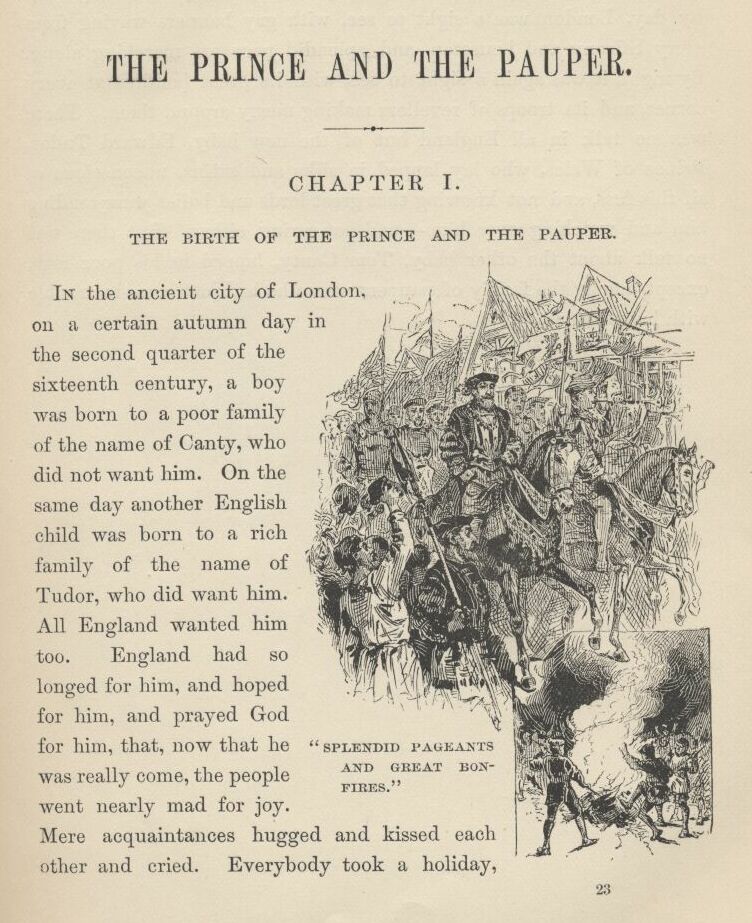 THE PRINCE AND THE PAUPER.
CHAPTER I.
THE BIRTH OF THE PRINCE AND THE PAUPER.
IN the ancient city of London,
on a certain autumn day in
the second quarter of the
sixteenth century, a boy
was born to a poor family
of the name of Canty, who
did not want him. On the
same day another English
child was born to a rich
family of the name of
Tudor, who did want him.
All England wanted him
too. England had so
longed for him, and hoped
for him, and prayed God
for him, that, now that he
was really come, the people
went nearly mad for joy.
Mere acquaintances hugged and kissed each
other and cried. Everybody took a holiday,
"SPLENDID PAGEANTS
AND GREAT BON-
FIRES."
23